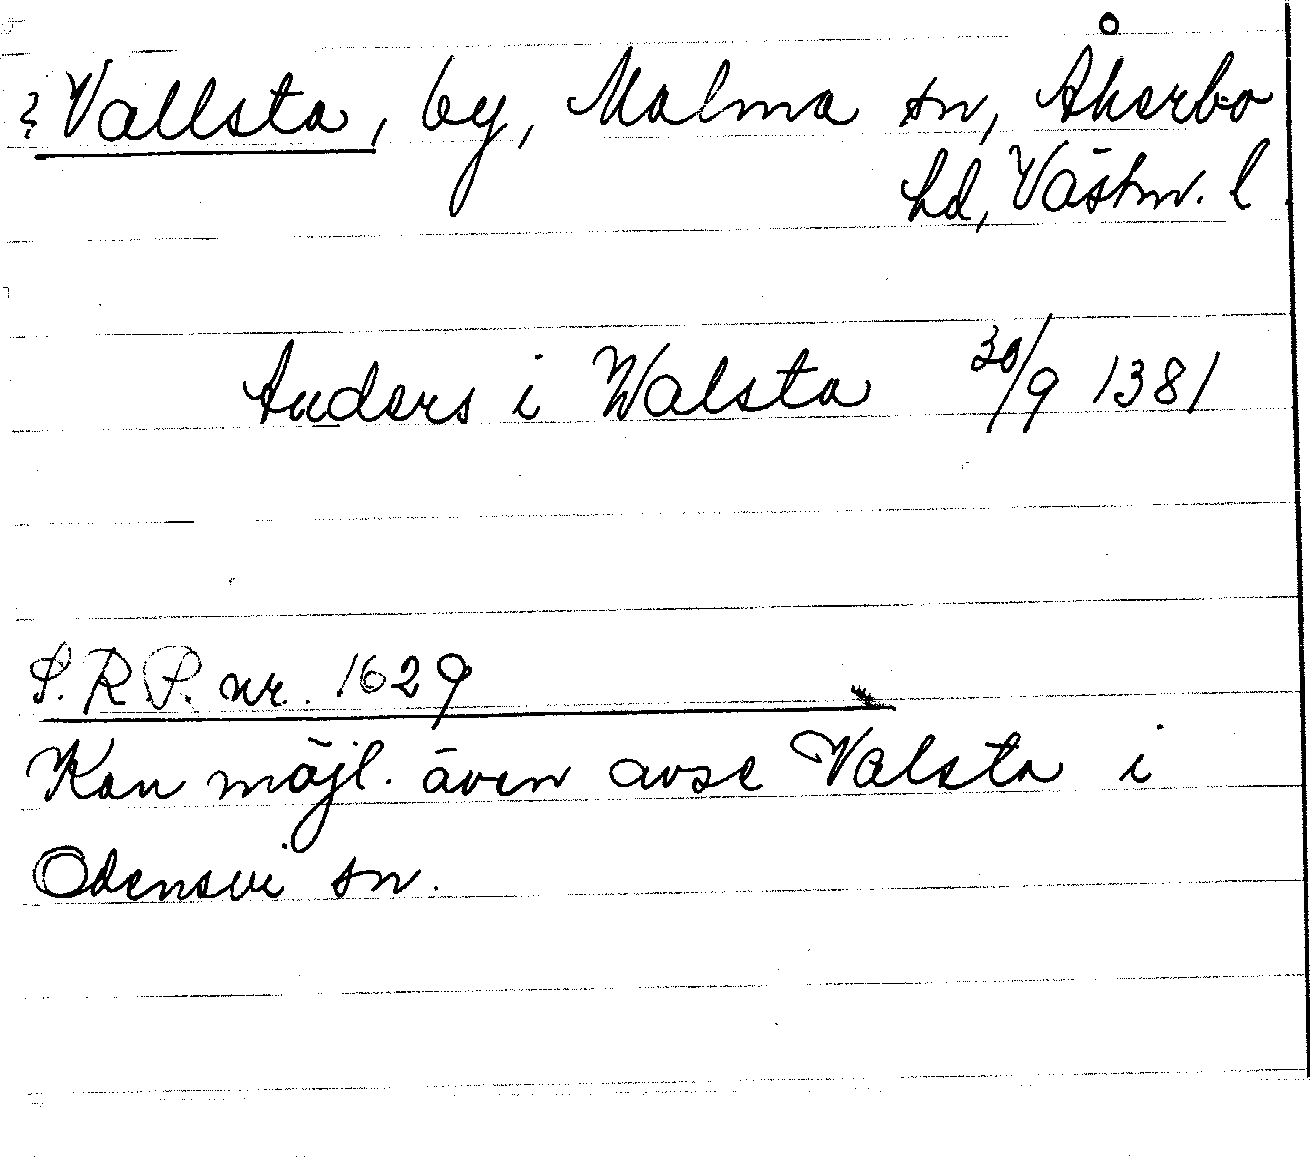 ? Vallsta, by, Malma sn, Åkerbo
hd, Västm. l.
Anders i Walsta 30/9 1381
S.R.P. nr. 1629
Kan möjl. även avse Valsta i
Odensvi sn.